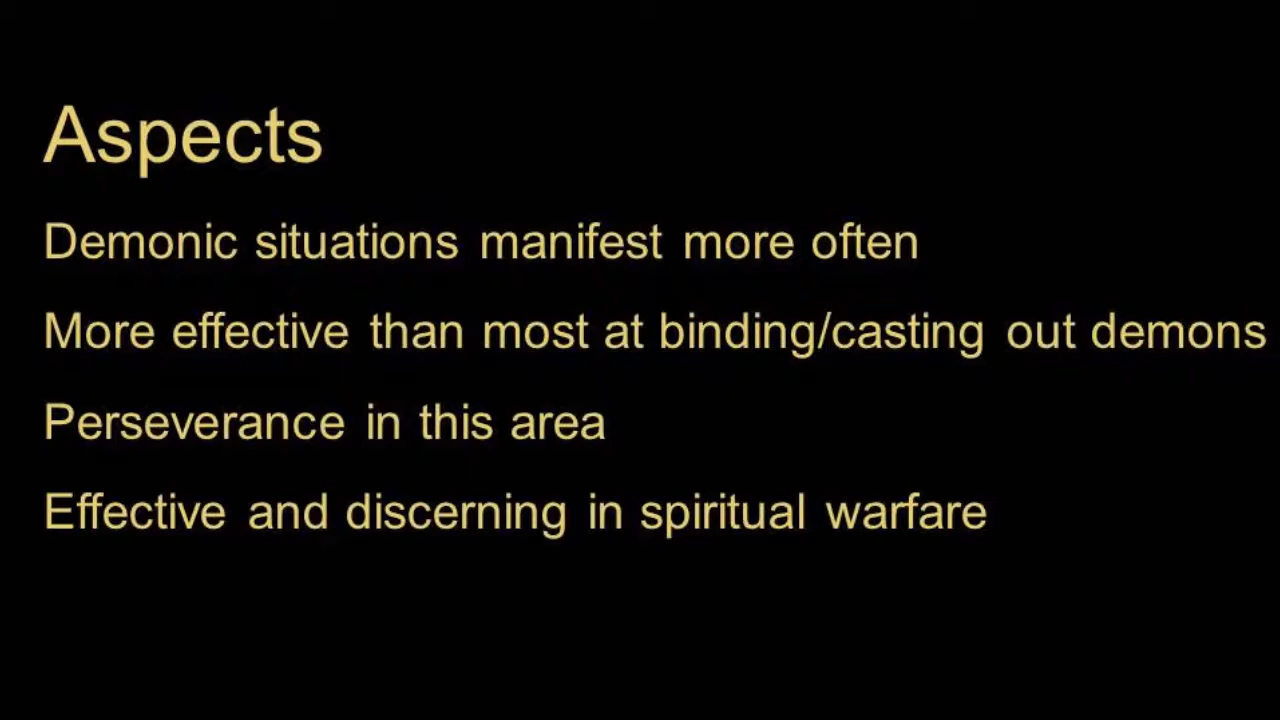 Aspects
Demonic situations manifest more often
More effective than most at binding/casting out demons
Perseverance in this area
Effective and discerning in spiritual warfare